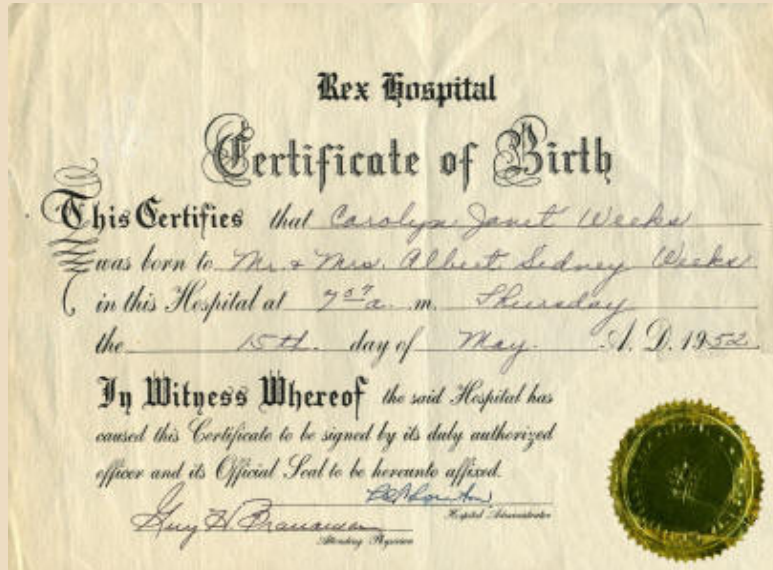 Rex Hospital
Certificate of Birth
This Certifies that Carolyn Janet Weeks
was born to Mr. & Mrs. Albert Sidney Weeks
in this Hospital at 7 57 a. m. Thursday
the 15th. day of May A. D. 1952
In Witness Whereof the said Hospital has
caused this Certificate to be signed by its duly authorized
officer and its Official Seal to be hereunto affixed.
Hospital Administrator
Guy H.
Attending Physician